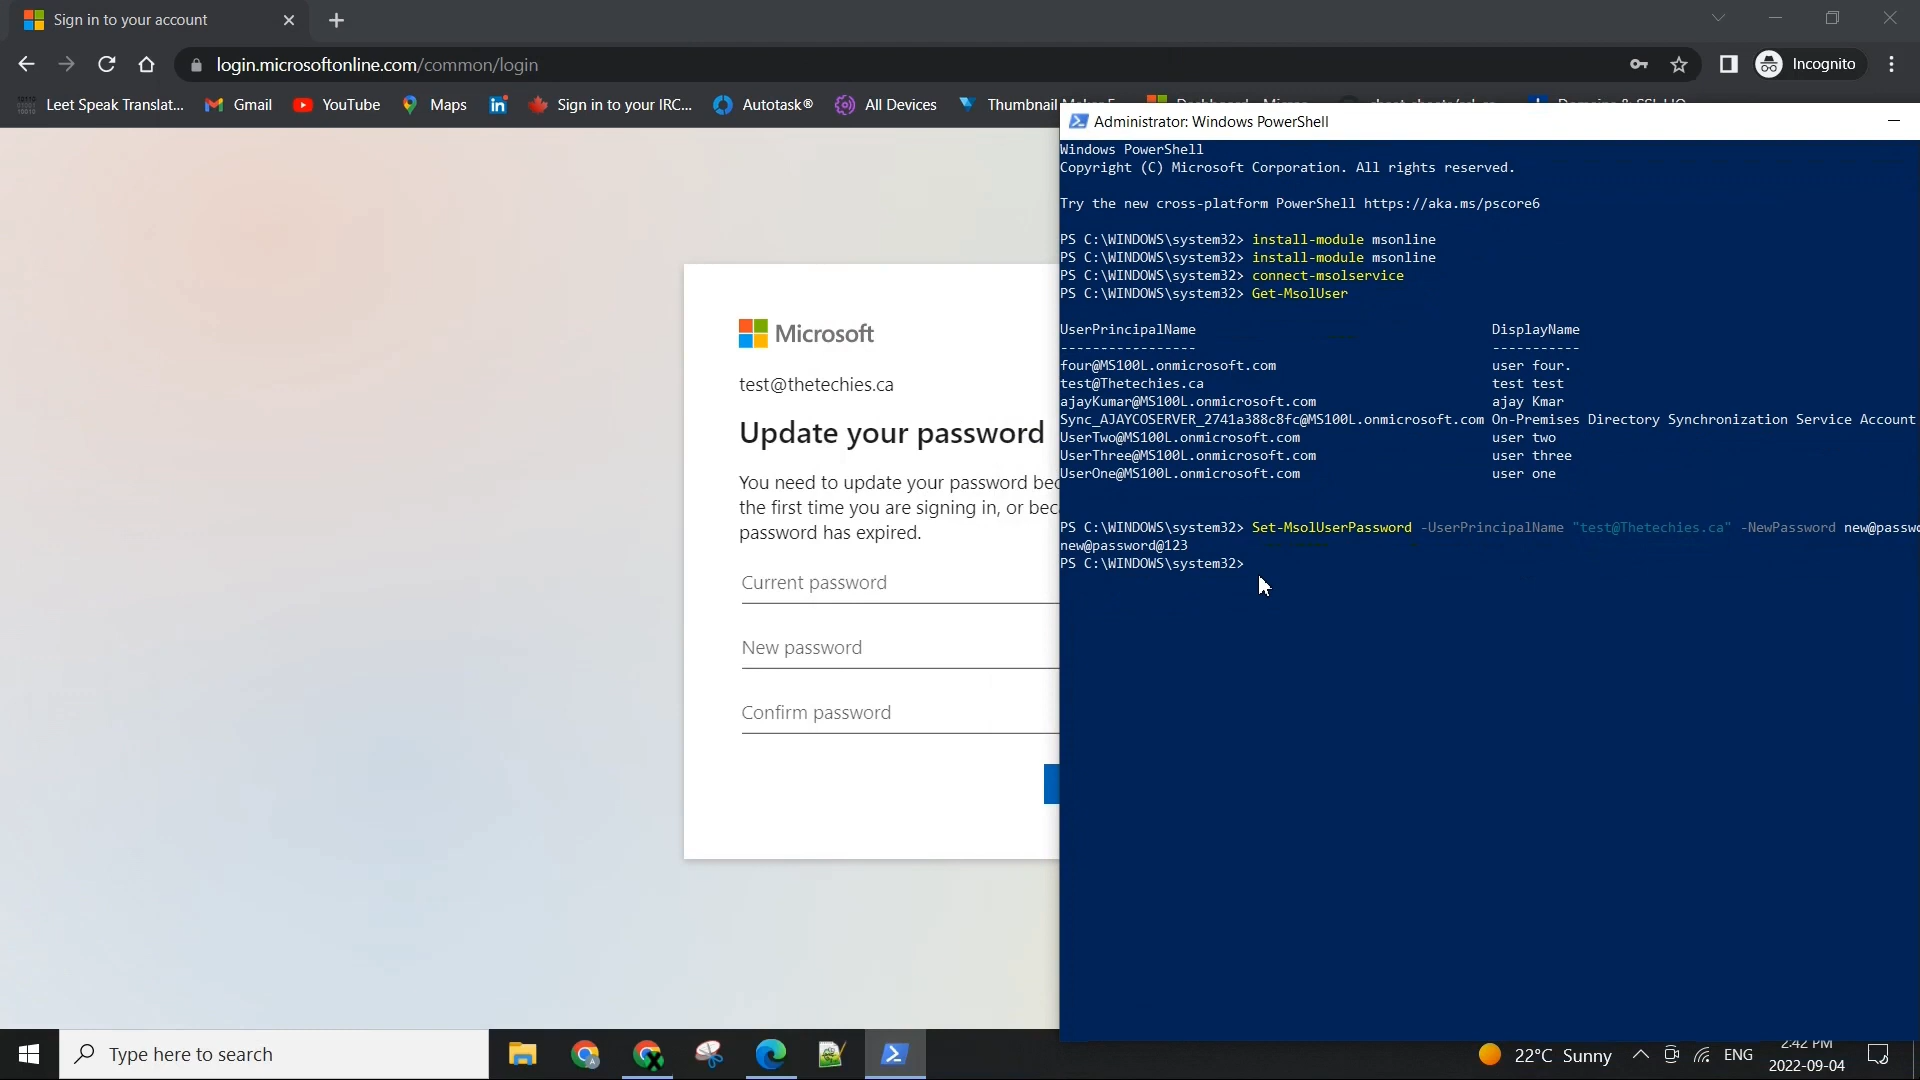 Sign in to your account
login.microsoftonline.com/common/login
Incognito
Leet Speak Translat... Gmail YouTube Maps Sign in to your IRC... Autotask® All Devices Thumbnail
Administrator: Windows PowerShell
Windows PowerShell
Copyright (C) Microsoft Corporation. All rights reserved.
Try the new cross-platform PowerShell https://aka.ms/pscore6
PS C:\WINDOWS\system32> install-module msonline
PS C:\WINDOWS\system32> install-module msonline
PS C:\WINDOWS\system32> connect-msolservice
PS C:\WINDOWS\system32> Get-MsolUser
UserPrincipalName DisplayName
----------------- -----------
four@MS100L.onmicrosoft.com user four.
test@Thetechies.ca test test
ajayKumar@MS100L.onmicrosoft.com ajay Kmar
Sync_AJAYCOSERVER_2741a388c8fc@MS100L.onmicrosoft.com On-Premises Directory Synchronization Service Account
UserTwo@MS100L.onmicrosoft.com user two
UserThree@MS100L.onmicrosoft.com user three
UserOne@MS100L.onmicrosoft.com user one
PS C:\WINDOWS\system32> Set-MsolUserPassword -UserPrincipalName "test@Thetechies.ca" -NewPassword new@passwo
new@password@123
PS C:\WINDOWS\system32>
Microsoft
test@thetechies.ca
Update your password
You need to update your password bec
the first time you are signing in, or bec
password has expired.
Current password
New password
Confirm password
Type here to search
22°C Sunny
ENG
2:42 PM
2022-09-04